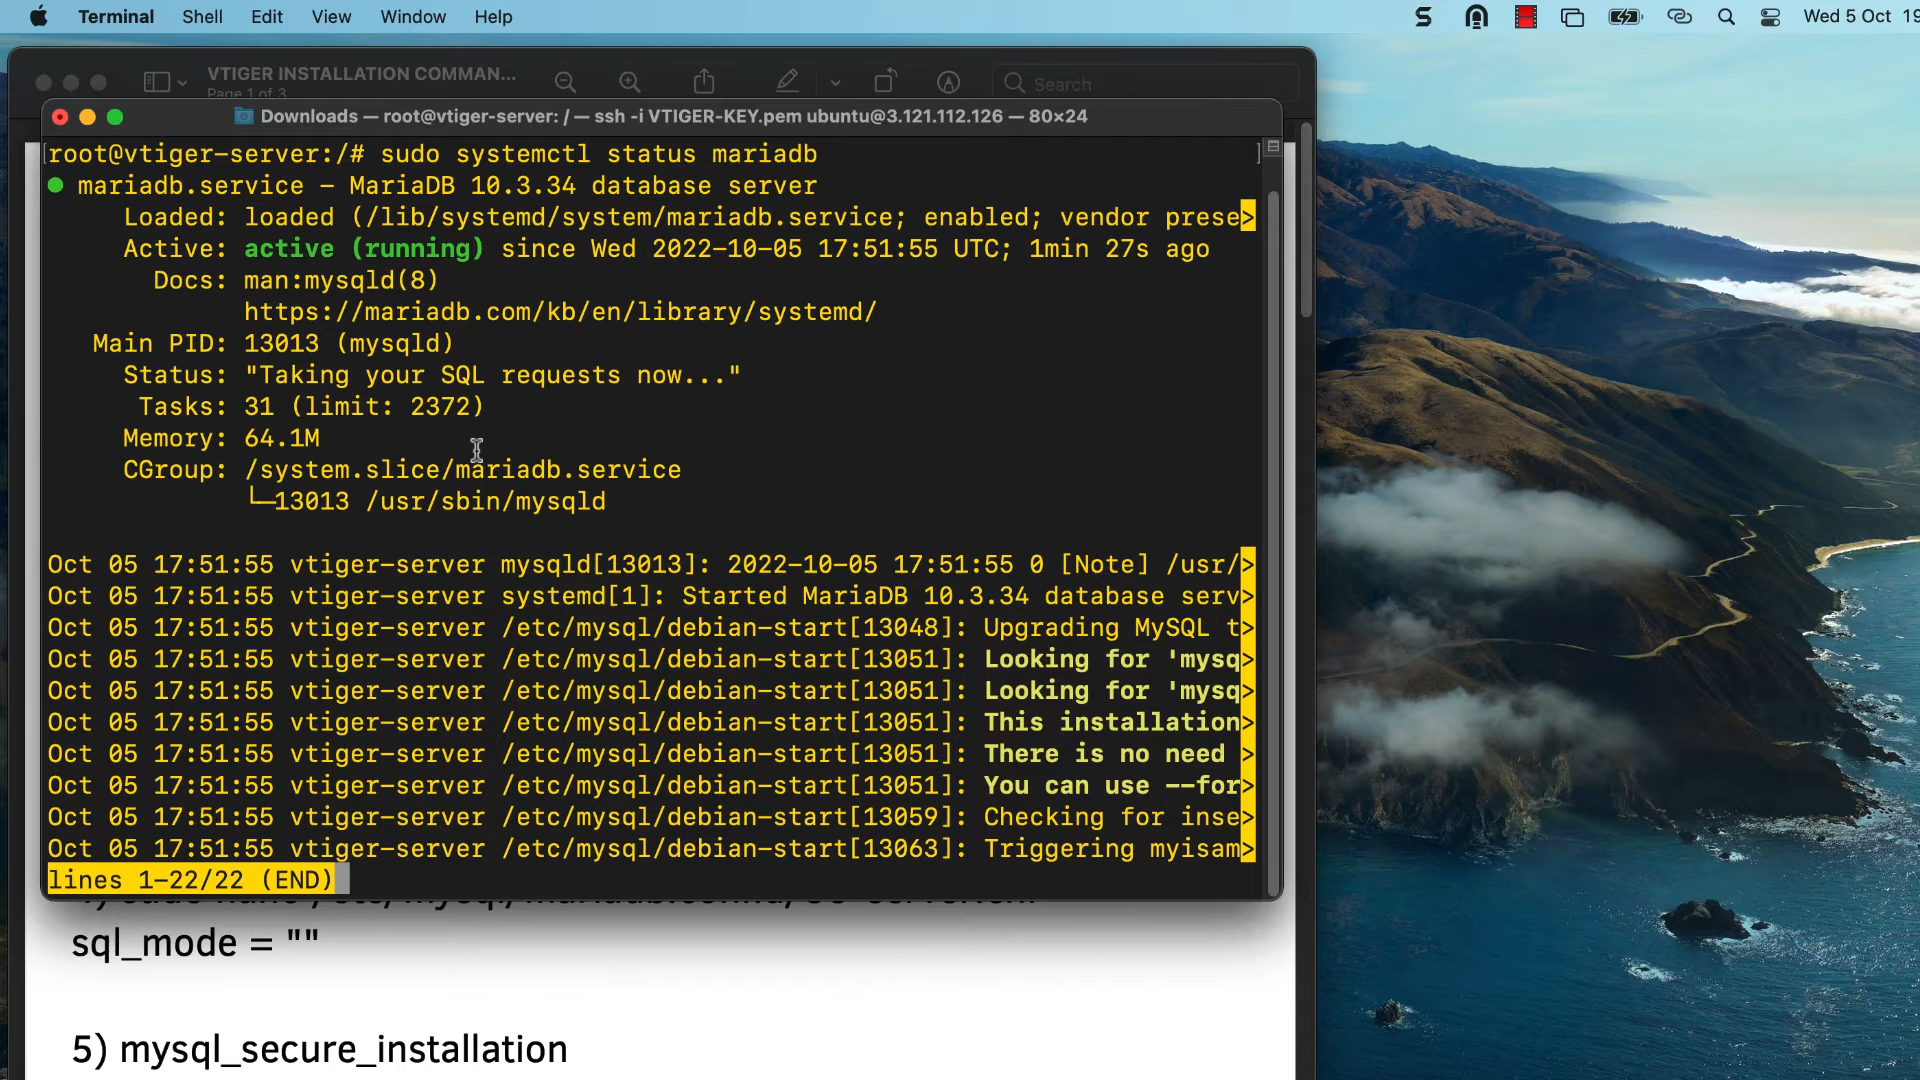 Terminal Shell Edit View Window Help Wed 5 Oct 19
VTIGER INSTALLATION COMMAN...
Page 1 of 3
Search
Downloads — root@vtiger-server: / — ssh -i VTIGER-KEY.pem ubuntu@3.121.112.126 — 80×24
root@vtiger-server:/# sudo systemctl status mariadb
● mariadb.service - MariaDB 10.3.34 database server
Loaded: loaded (/lib/systemd/system/mariadb.service; enabled; vendor prese>
Active: active (running) since Wed 2022-10-05 17:51:55 UTC; 1min 27s ago
Docs: man:mysqld(8)
https://mariadb.com/kb/en/library/systemd/
Main PID: 13013 (mysqld)
Status: "Taking your SQL requests now..."
Tasks: 31 (limit: 2372)
Memory: 64.1M
CGroup: /system.slice/mariadb.service
└─13013 /usr/sbin/mysqld
Oct 05 17:51:55 vtiger-server mysqld[13013]: 2022-10-05 17:51:55 0 [Note] /usr/>
Oct 05 17:51:55 vtiger-server systemd[1]: Started MariaDB 10.3.34 database serv>
Oct 05 17:51:55 vtiger-server /etc/mysql/debian-start[13048]: Upgrading MySQL t>
Oct 05 17:51:55 vtiger-server /etc/mysql/debian-start[13051]: Looking for 'mysq>
Oct 05 17:51:55 vtiger-server /etc/mysql/debian-start[13051]: Looking for 'mysq>
Oct 05 17:51:55 vtiger-server /etc/mysql/debian-start[13051]: This installation>
Oct 05 17:51:55 vtiger-server /etc/mysql/debian-start[13051]: There is no need >
Oct 05 17:51:55 vtiger-server /etc/mysql/debian-start[13051]: You can use --for>
Oct 05 17:51:55 vtiger-server /etc/mysql/debian-start[13059]: Checking for inse>
Oct 05 17:51:55 vtiger-server /etc/mysql/debian-start[13063]: Triggering myisam>
lines 1-22/22 (END)
sql_mode = ""
5) mysql_secure_installation